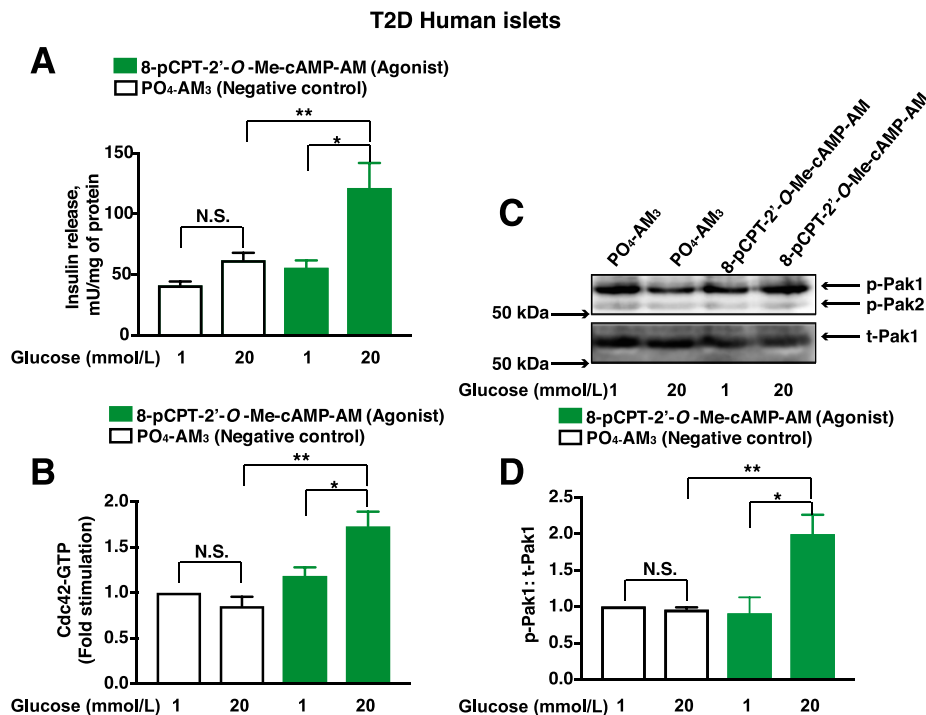 T2D Human islets
A
8-pCPT-2’-O -Me-cAMP-AM (Agonist)
PO₄-AM₃ (Negative control)
**
*
N.S.
Insulin release,
mU/mg of protein
150
100
50
0
Glucose (mmol/L) 1 20 1 20
C
PO₄-AM₃
PO₄-AM₃
8-pCPT-2’-O-Me-cAMP-AM
8-pCPT-2’-O-Me-cAMP-AM
p-Pak1
p-Pak2
50 kDa
t-Pak1
50 kDa
Glucose (mmol/L) 1 20 1 20
B
8-pCPT-2’-O -Me-cAMP-AM (Agonist)
PO₄-AM₃ (Negative control)
**
*
N.S.
Cdc42-GTP
(Fold stimulation)
2.0
1.5
1.0
0.5
0.0
Glucose (mmol/L) 1 20 1 20
D
8-pCPT-2’-O -Me-cAMP-AM (Agonist)
PO₄-AM₃ (Negative control)
**
*
N.S.
p-Pak1: t-Pak1
2.5
2.0
1.5
1.0
0.5
0.0
Glucose (mmol/L) 1 20 1 20